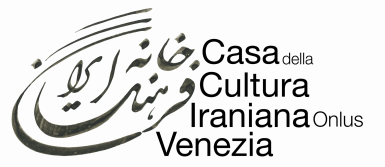 خانه
فرهنگ ایران
Casa della
Cultura
Iraniana Onlus
Venezia